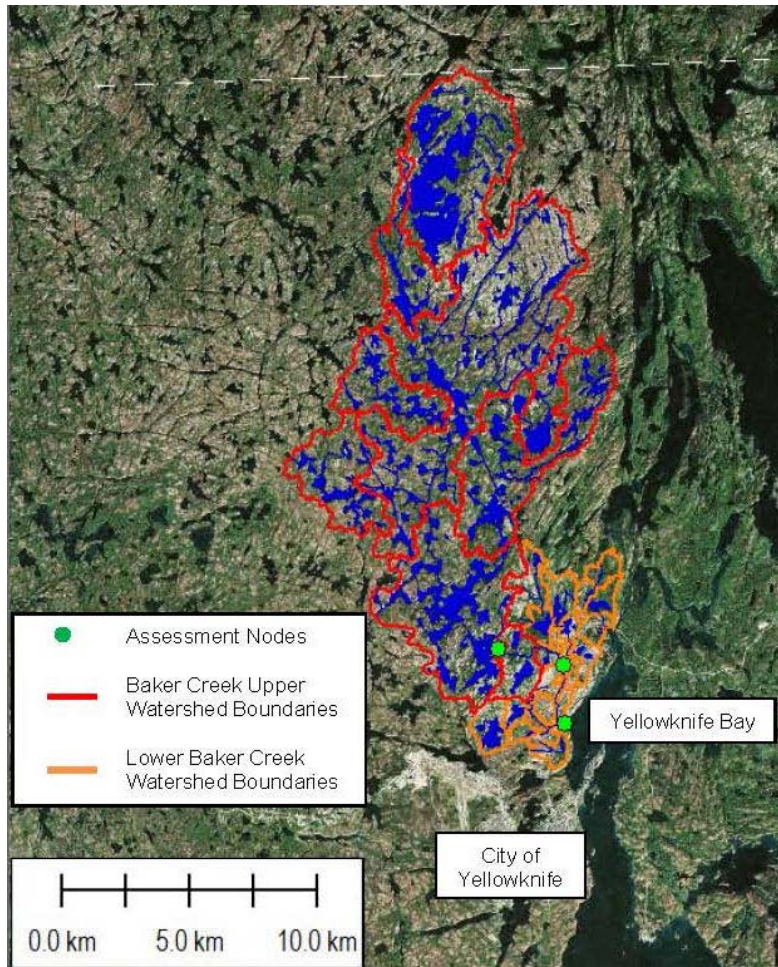 Assessment Nodes
Baker Creek Upper
Watershed Boundaries
Lower Baker Creek
Watershed Boundaries
Yellowknife Bay
City of
Yellowknife
0.0 km 5.0 km 10.0 km